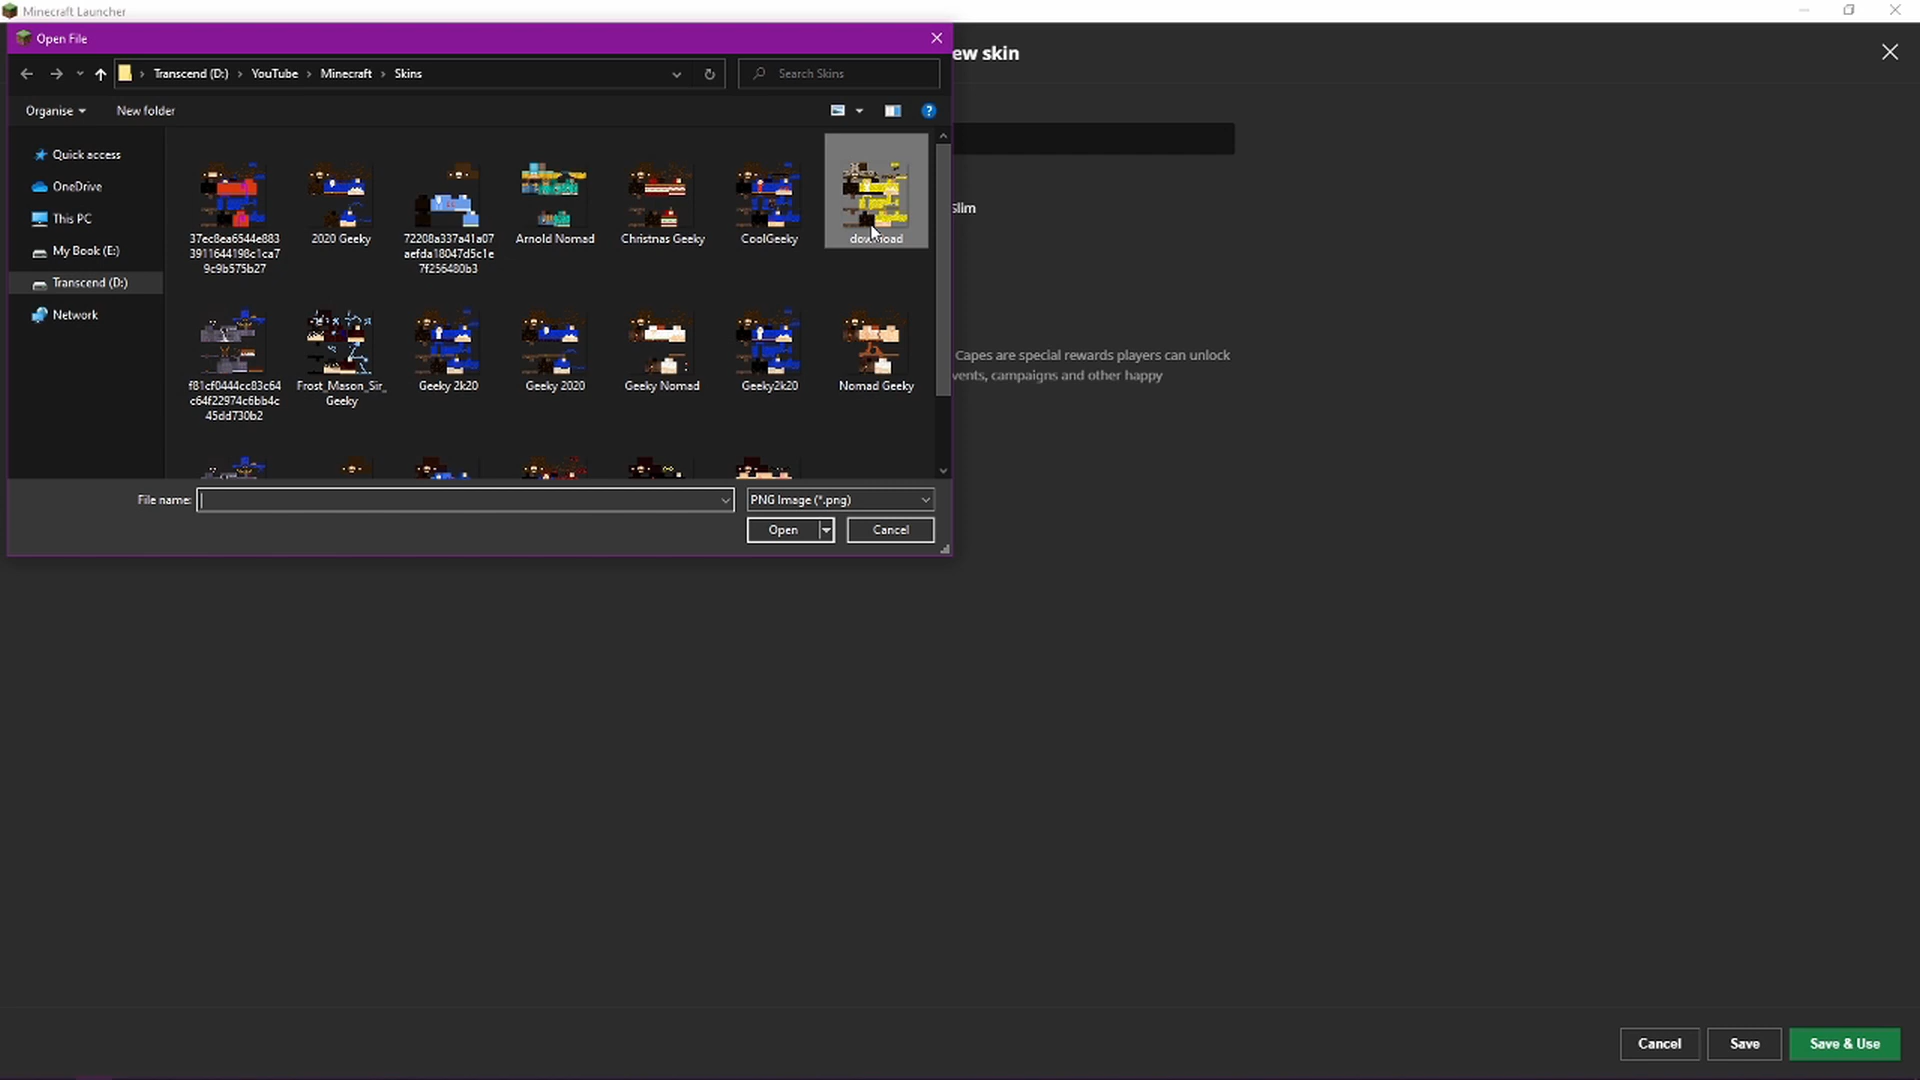 Minecraft Launcher
Open File
ew skin
Transcend (D:) › YouTube › Minecraft › Skins
Search Skins
Organise
New folder
Quick access
OneDrive
This PC
My Book (E:)
Transcend (D:)
Network
37ec8ea6544e883
3911644198c1ca7
9c9b575b27
2020 Geeky
72208a337a41a07
aefda18047d5c1e
7f256480b3
Arnold Nomad
Christnas Geeky
CoolGeeky
download
slim
f81cf0444cc83c64
c64f22974c6bb4c
45dd730b2
Frost_Mason_Sir_
Geeky
Geeky 2k20
Geeky 2020
Geeky Nomad
Geeky2k20
Nomad Geeky
Capes are special rewards players can unlock
vents, campaigns and other happy
File name:
PNG Image (*.png)
Open
Cancel
Cancel
Save
Save & Use